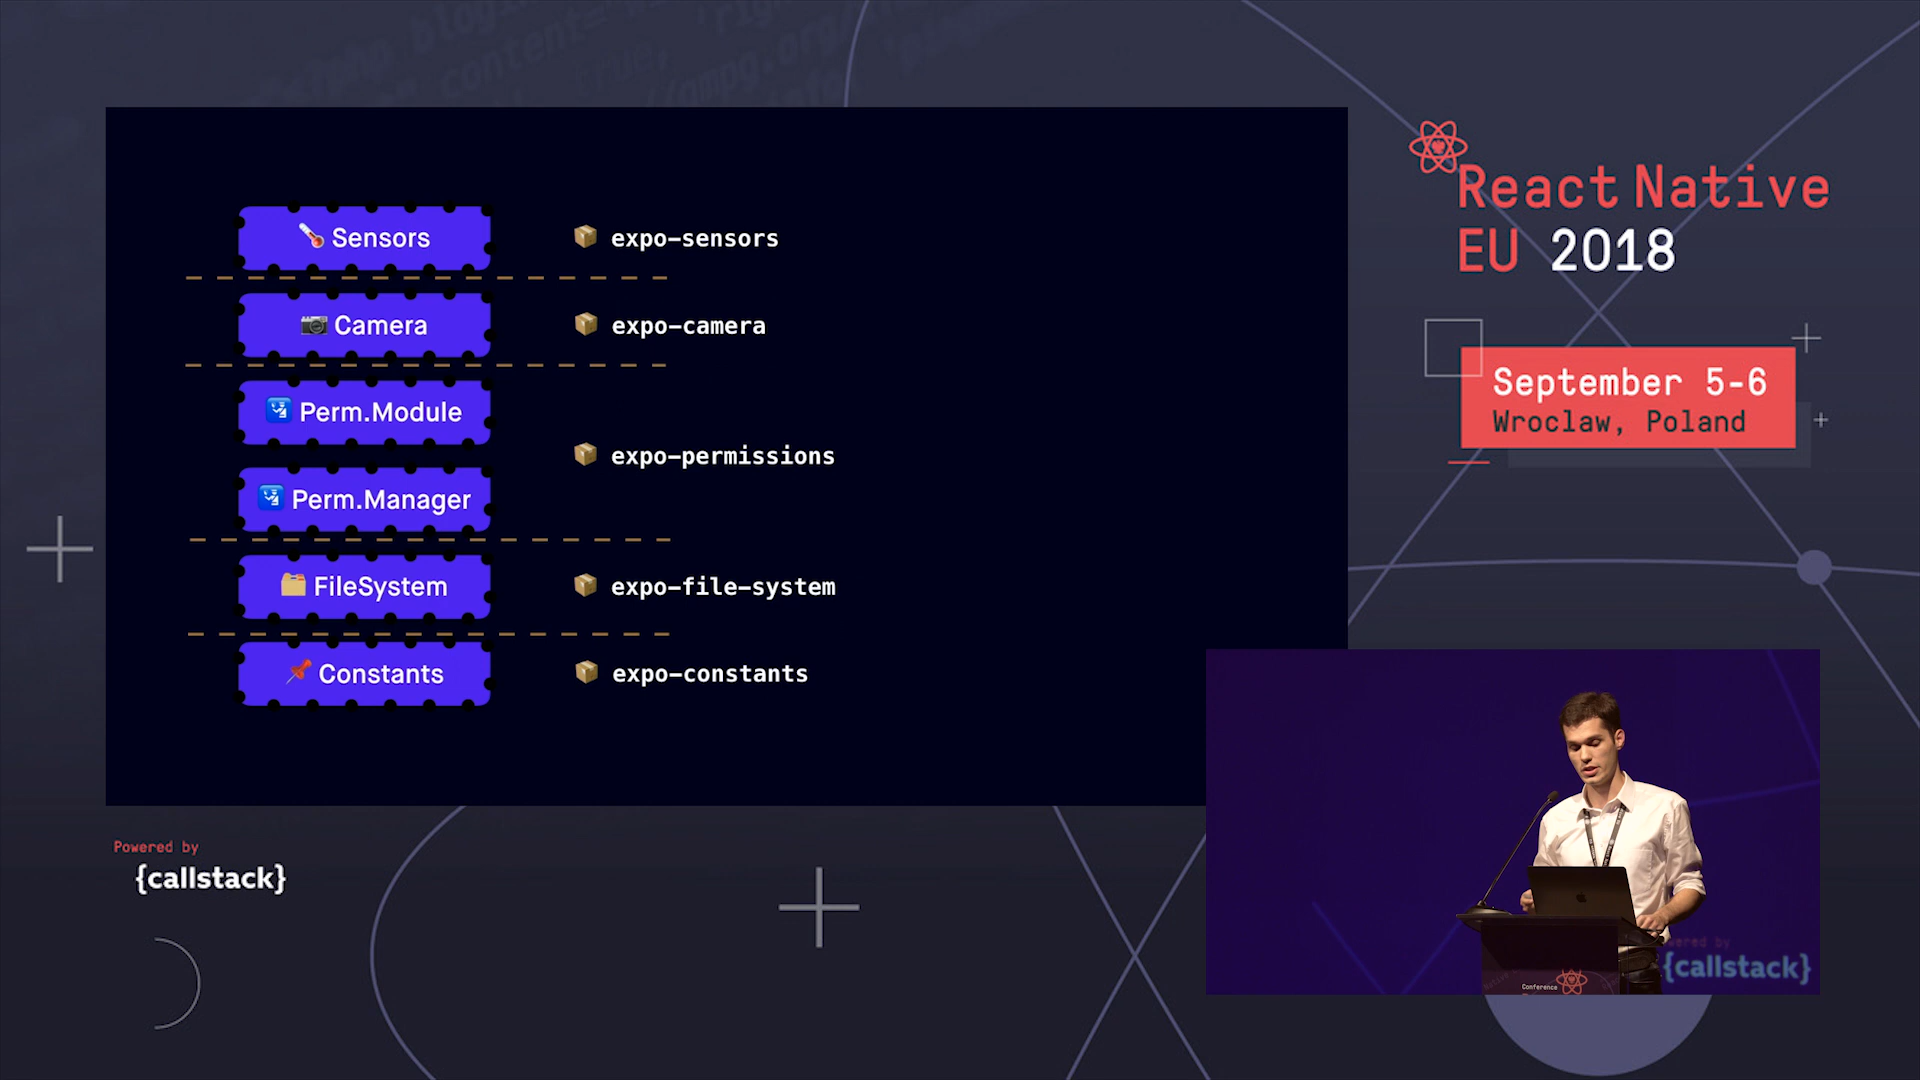 Sensors
expo-sensors
Camera
expo-camera
Perm.Module
expo-permissions
Perm.Manager
FileSystem
expo-file-system
Constants
expo-constants
React Native
EU 2018
September 5-6
Wroclaw, Poland
Powered by
{callstack}
{callstack}
Conference